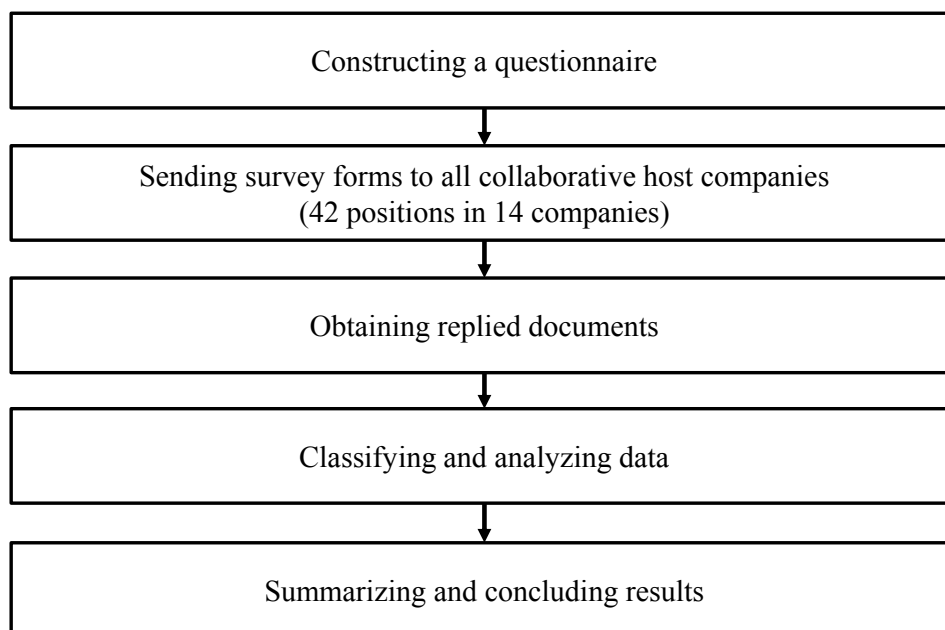 Constructing a questionnaire
Sending survey forms to all collaborative host companies
(42 positions in 14 companies)
Obtaining replied documents
Classifying and analyzing data
Summarizing and concluding results